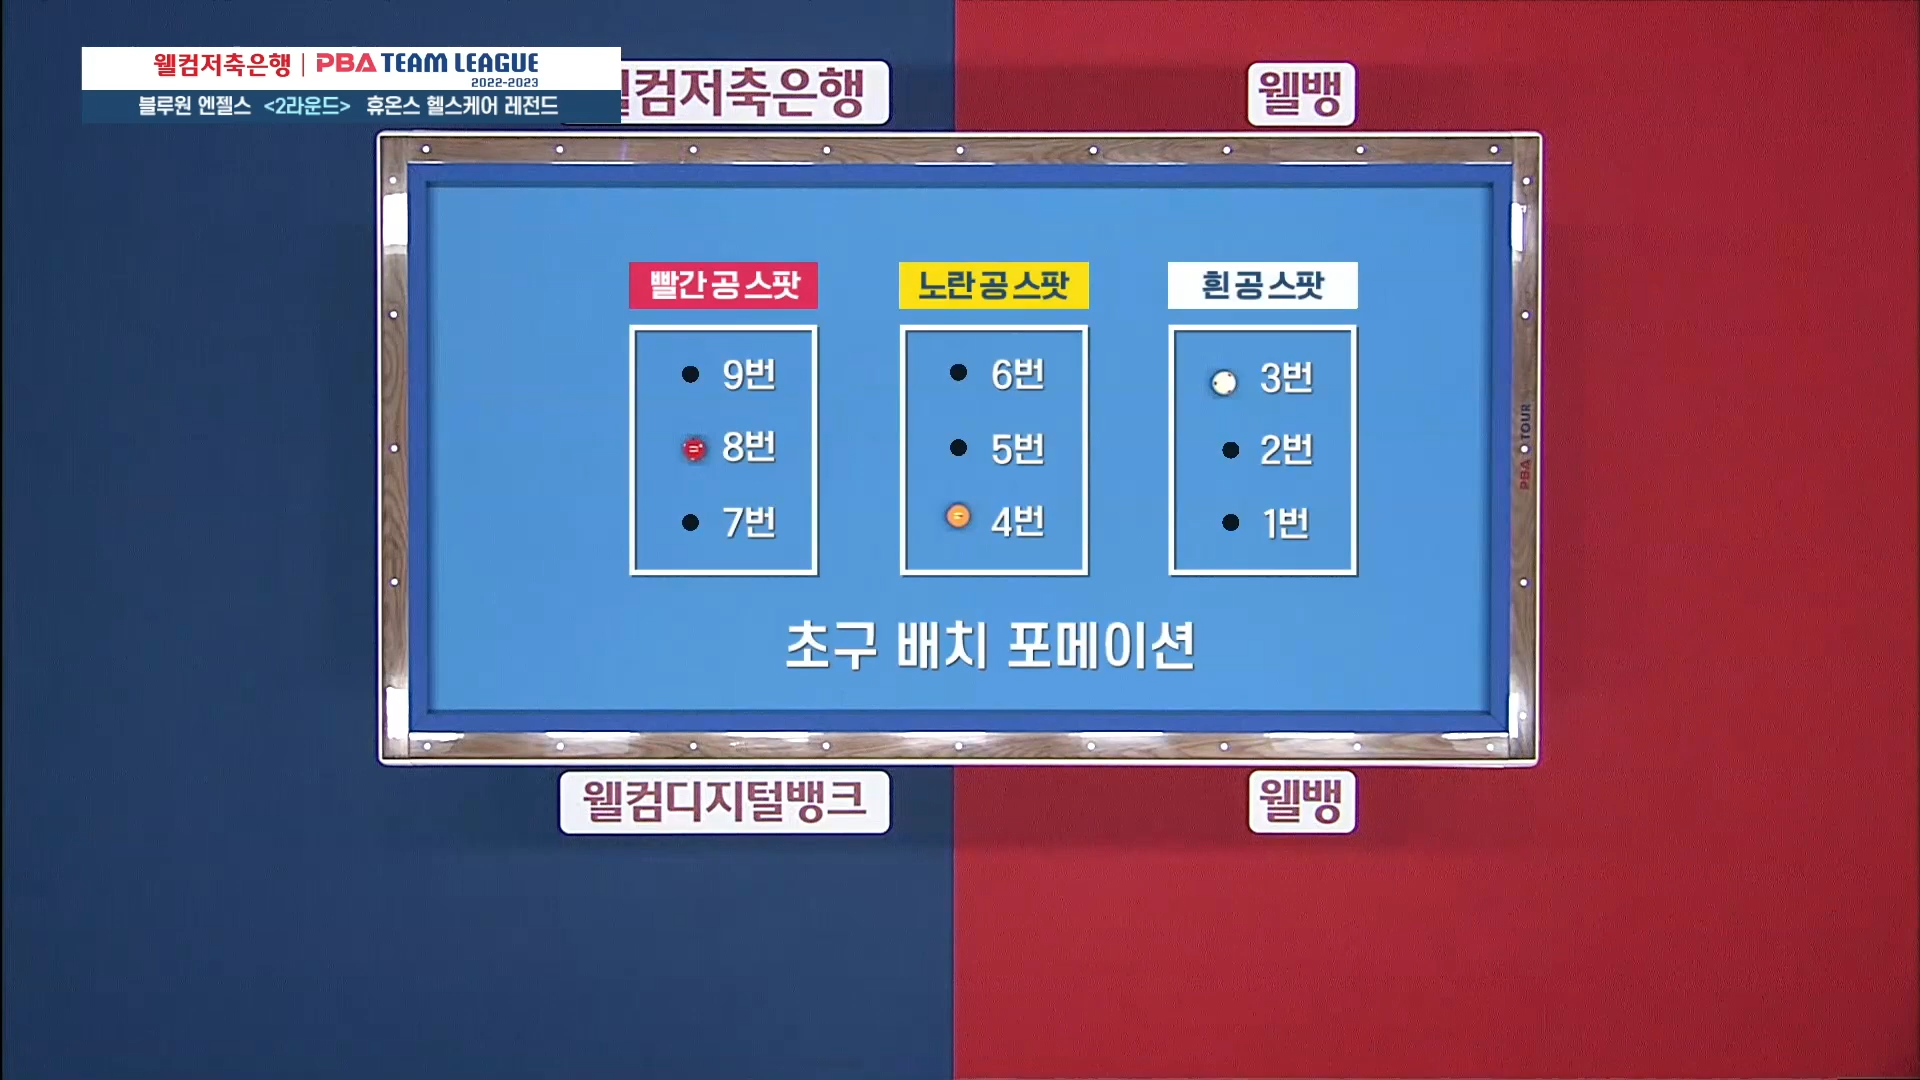 웰컴저축은행 | PBA TEAM LEAGUE
2022-2023
블루원 엔젤스 <2라운드> 휴온스 헬스케어 레전드
웰컴저축은행
웰뱅
빨간 공 스팟
9번
8번
7번
노란 공 스팟
6번
5번
4번
흰 공 스팟
3번
2번
1번
PBA TOUR
초구 배치 포메이션
웰컴디지털뱅크
웰뱅